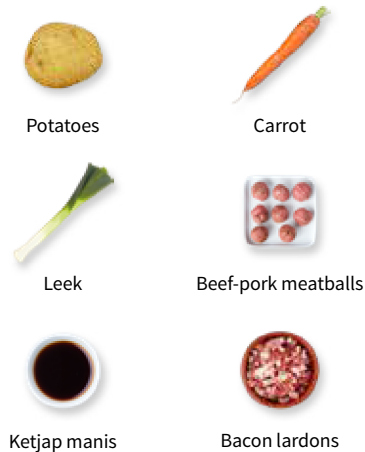 Potatoes
Carrot
Leek
Beef-pork meatballs
Ketjap manis
Bacon lardons